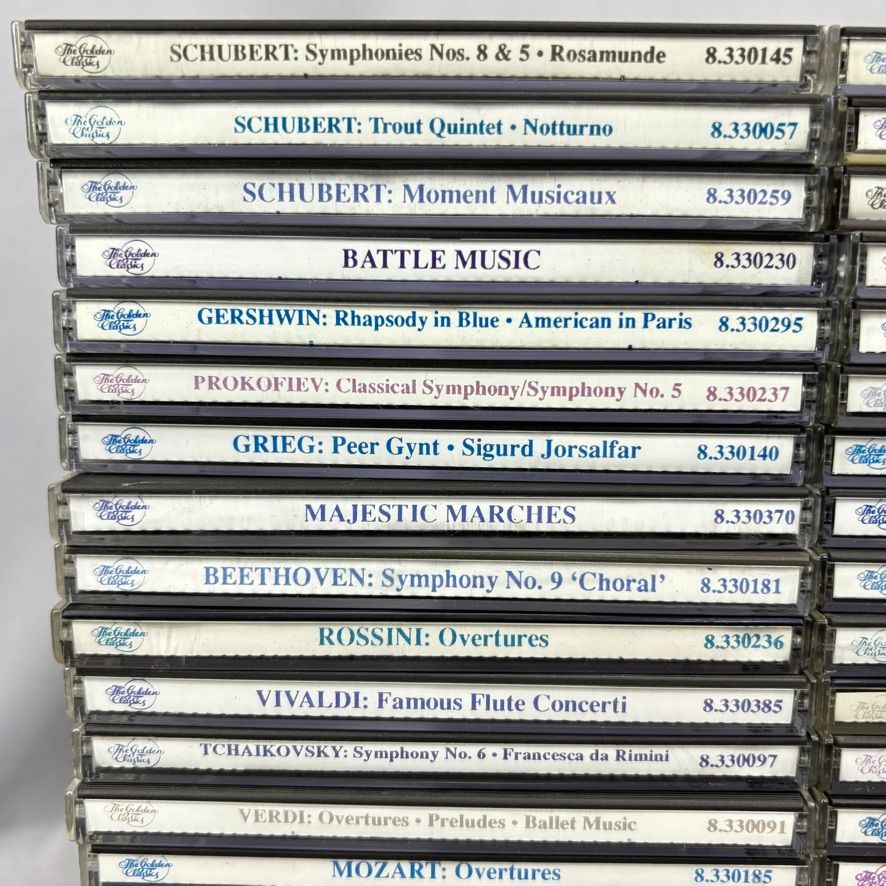 The Golden Classics SCHUBERT: Symphonies Nos. 8 & 5 • Rosamunde 8.330145
The Golden Classics SCHUBERT: Trout Quintet • Notturno 8.330057
The Golden Classics SCHUBERT: Moment Musicaux 8.330259
The Golden Classics BATTLE MUSIC 8.330230
The Golden Classics GERSHWIN: Rhapsody in Blue • American in Paris 8.330295
The Golden Classics PROKOFIEV: Classical Symphony/Symphony No. 5 8.330237
The Golden Classics GRIEG: Peer Gynt • Sigurd Jorsalfar 8.330140
The Golden Classics MAJESTIC MARCHES 8.330370
The Golden Classics BEETHOVEN: Symphony No. 9 ‘Choral’ 8.330181
The Golden Classics ROSSINI: Overtures 8.330236
The Golden Classics VIVALDI: Famous Flute Concerti 8.330385
The Golden Classics TCHAIKOVSKY: Symphony No. 6 • Francesca da Rimini 8.330097
The Golden Classics VERDI: Overtures • Preludes • Ballet Music 8.330091
The Golden Classics MOZART: Overtures 8.330185